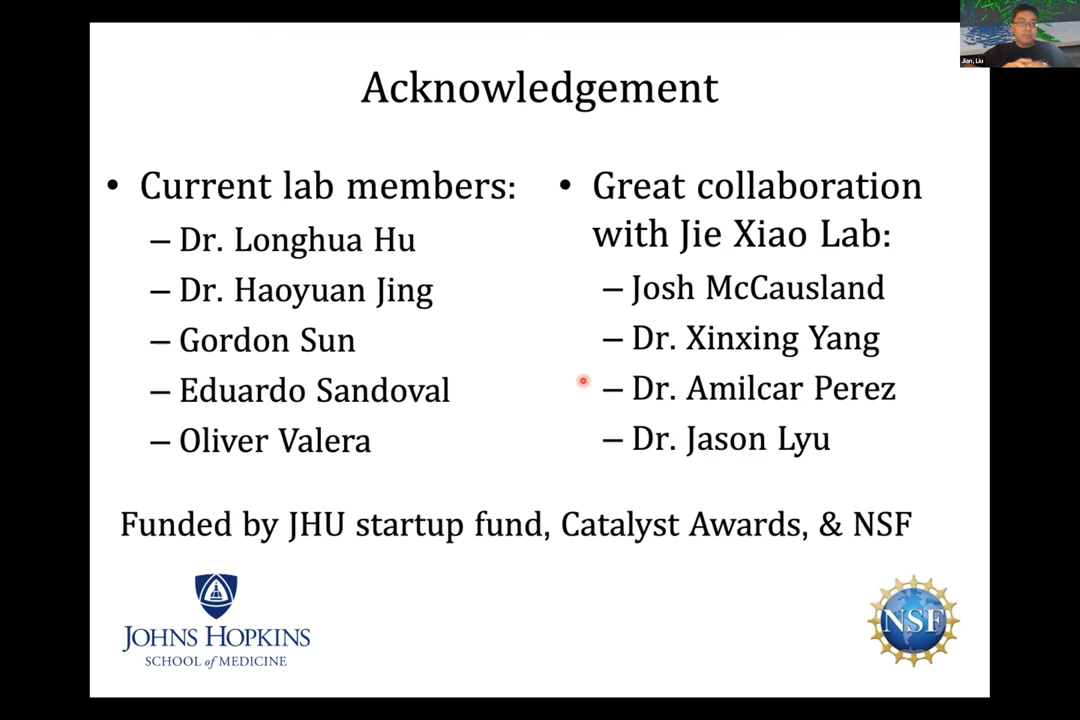 Jian, Liu
Acknowledgement
• Current lab members:
– Dr. Longhua Hu
– Dr. Haoyuan Jing
– Gordon Sun
– Eduardo Sandoval
– Oliver Valera
• Great collaboration
with Jie Xiao Lab:
– Josh McCausland
– Dr. Xinxing Yang
– Dr. Amilcar Perez
– Dr. Jason Lyu
Funded by JHU startup fund, Catalyst Awards, & NSF
JOHNS HOPKINS
SCHOOL of MEDICINE
NSF